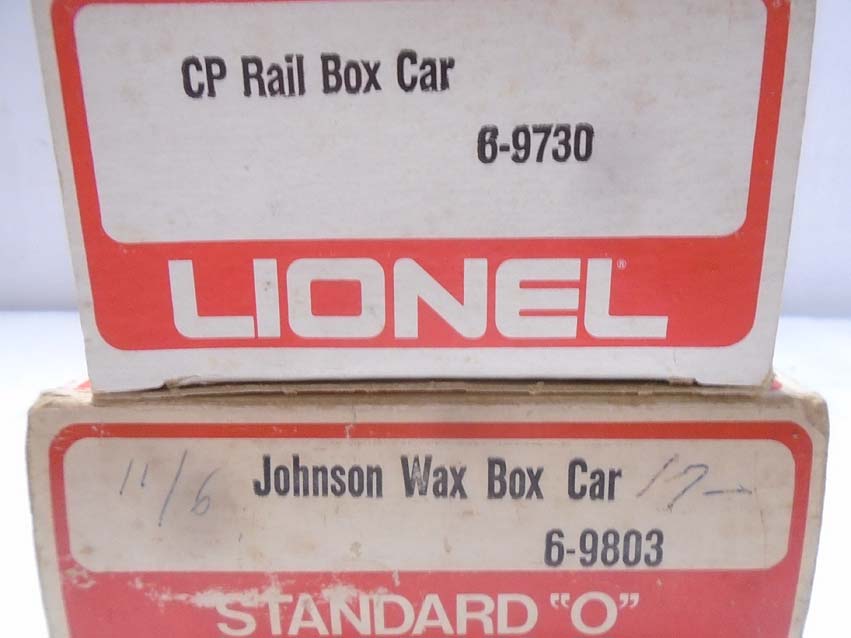 CP Rail Box Car
6-9730
LIONEL®
11/6 Johnson Wax Box Car 17-
6-9803
STANDARD "O"